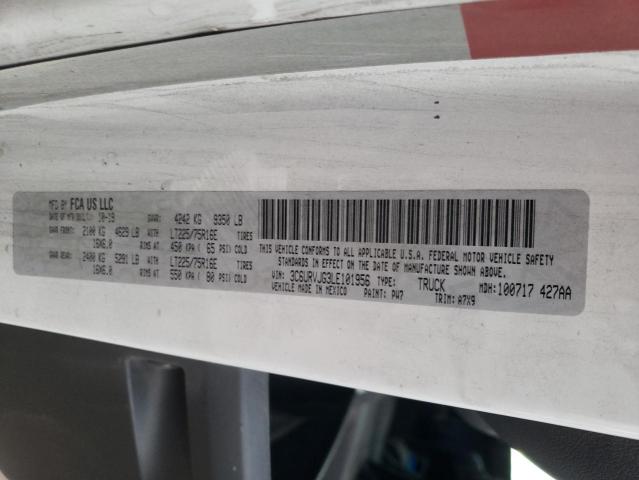 MFD BY FCA US LLC
DATE OF MFR 10-19 GVWR: 4242 KG 9350 LB
GAWR FRONT: 2100 KG 4629 LB WITH LT225/75R16E TIRES
16X6.0 RIMS AT 450 KPA ( 65 PSI) COLD
GAWR REAR: 2400 KG 5291 LB WITH LT225/75R16E TIRES
16X6.0 RIMS AT 550 KPA ( 80 PSI) COLD
THIS VEHICLE CONFORMS TO ALL APPLICABLE U.S.A. FEDERAL MOTOR VEHICLE SAFETY
STANDARDS IN EFFECT ON THE DATE OF MANUFACTURE SHOWN ABOVE.
VIN: 3C6URVJG3LE101956 TYPE: TRUCK MDH: 100717 427AA
VEHICLE MADE IN MEXICO PAINT: PW7 TRIM: A7X9